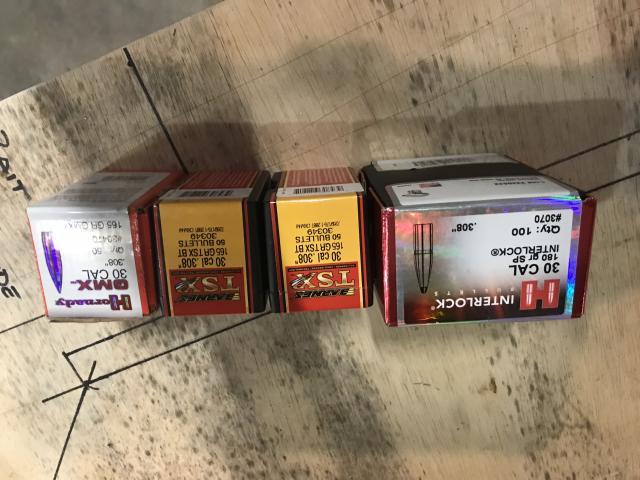 Hornady
GMX
30 CAL
.308"
165 GR GMX
BARNES
TSX
30 cal .308"
165 GR TSX BT
50 BULLETS
30349
BARNES
TSX
30 cal .308"
165 GR TSX BT
50 BULLETS
30349
H
INTERLOCK®
BULLETS
30 CAL
INTERLOCK®
180 gr SP
.308"
Qty: 100
#3070